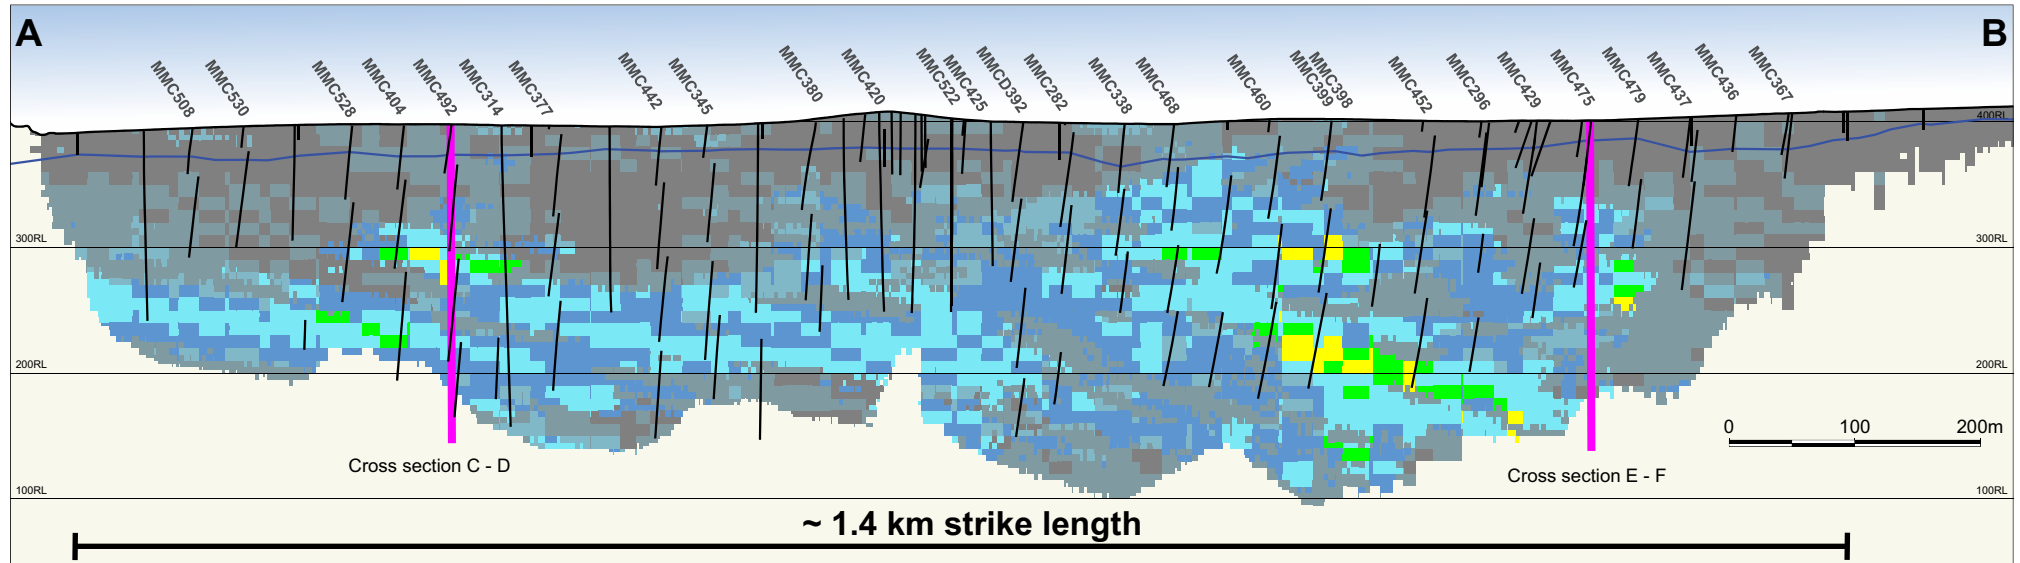 A
B
MMC508
MMC530
MMC528
MMC404
MMC492
MMC314
MMC377
MMC442
MMC345
MMC380
MMC420
MMC522
MMC425
MMCD392
MMC282
MMC338
MMC468
MMC460
MMC399
MMC398
MMC452
MMC296
MMC429
MMC475
MMC479
MMC437
MMC436
MMC367
400RL
300RL
300RL
200RL
200RL
0 100 200m
Cross section C - D
Cross section E - F
100RL
100RL
~ 1.4 km strike length